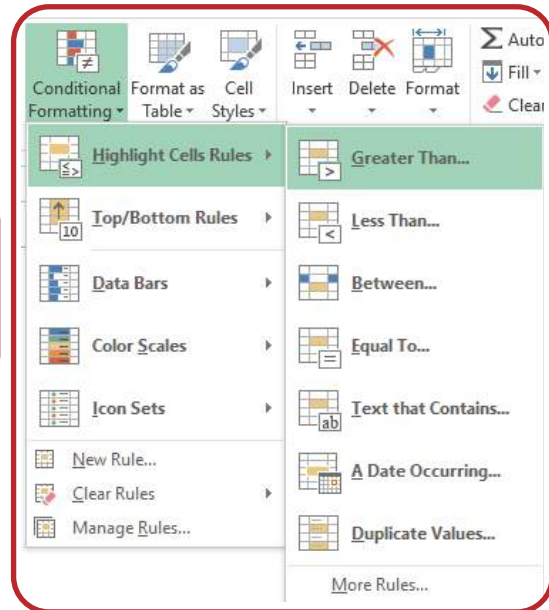 Conditional Formatting
Format as Table
Cell Styles
Insert
Delete
Format
Auto
Fill
Clear
Highlight Cells Rules
Top/Bottom Rules
Data Bars
Color Scales
Icon Sets
New Rule...
Clear Rules
Manage Rules...
Greater Than...
Less Than...
Between...
Equal To...
Text that Contains...
A Date Occurring...
Duplicate Values...
More Rules...